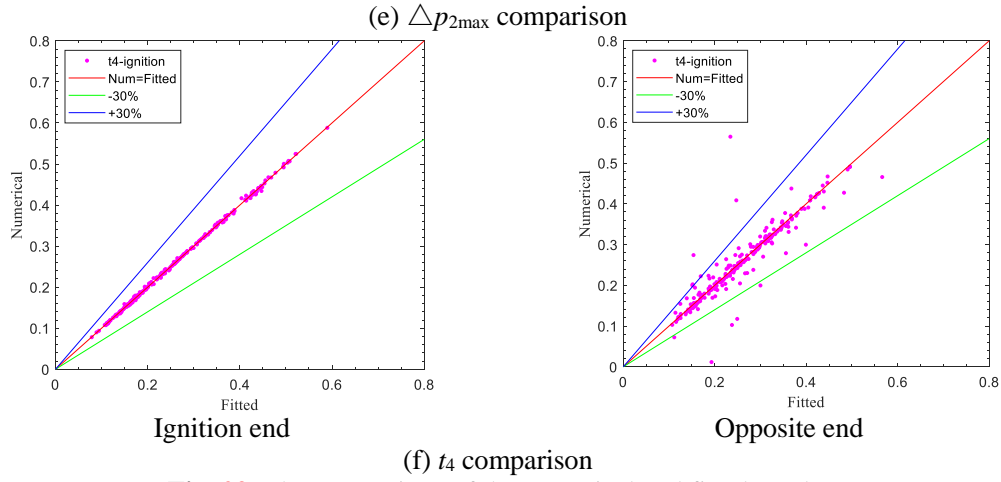 (e) △p2max comparison
0.8
0.7
0.6
0.5
0.4
0.3
0.2
0.1
0
Numerical
t4-ignition
Num=Fitted
-30%
+30%
0 0.2 0.4 0.6 0.8
Fitted
Ignition end
0.8
0.7
0.6
0.5
0.4
0.3
0.2
0.1
0
Numerical
t4-ignition
Num=Fitted
-30%
+30%
0 0.2 0.4 0.6 0.8
Fitted
Opposite end
(f) t4 comparison